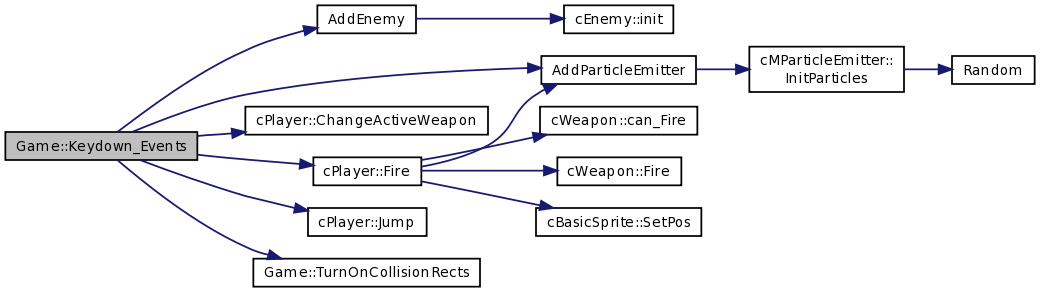 AddEnemy
cEnemy::init
AddParticleEmitter
cMParticleEmitter::
InitParticles
Random
cPlayer::ChangeActiveWeapon
cWeapon::can_Fire
Game::Keydown_Events
cPlayer::Fire
cWeapon::Fire
cPlayer::Jump
cBasicSprite::SetPos
Game::TurnOnCollisionRects